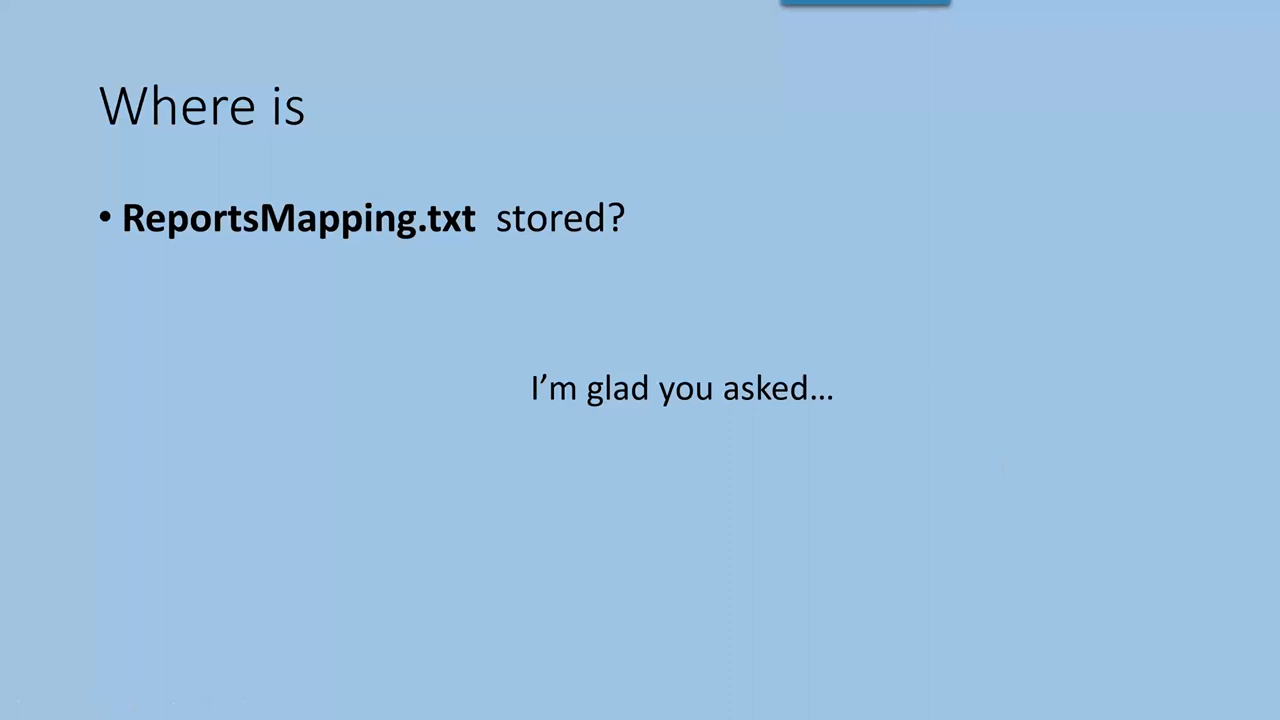 Where is
• ReportsMapping.txt stored?
I’m glad you asked…